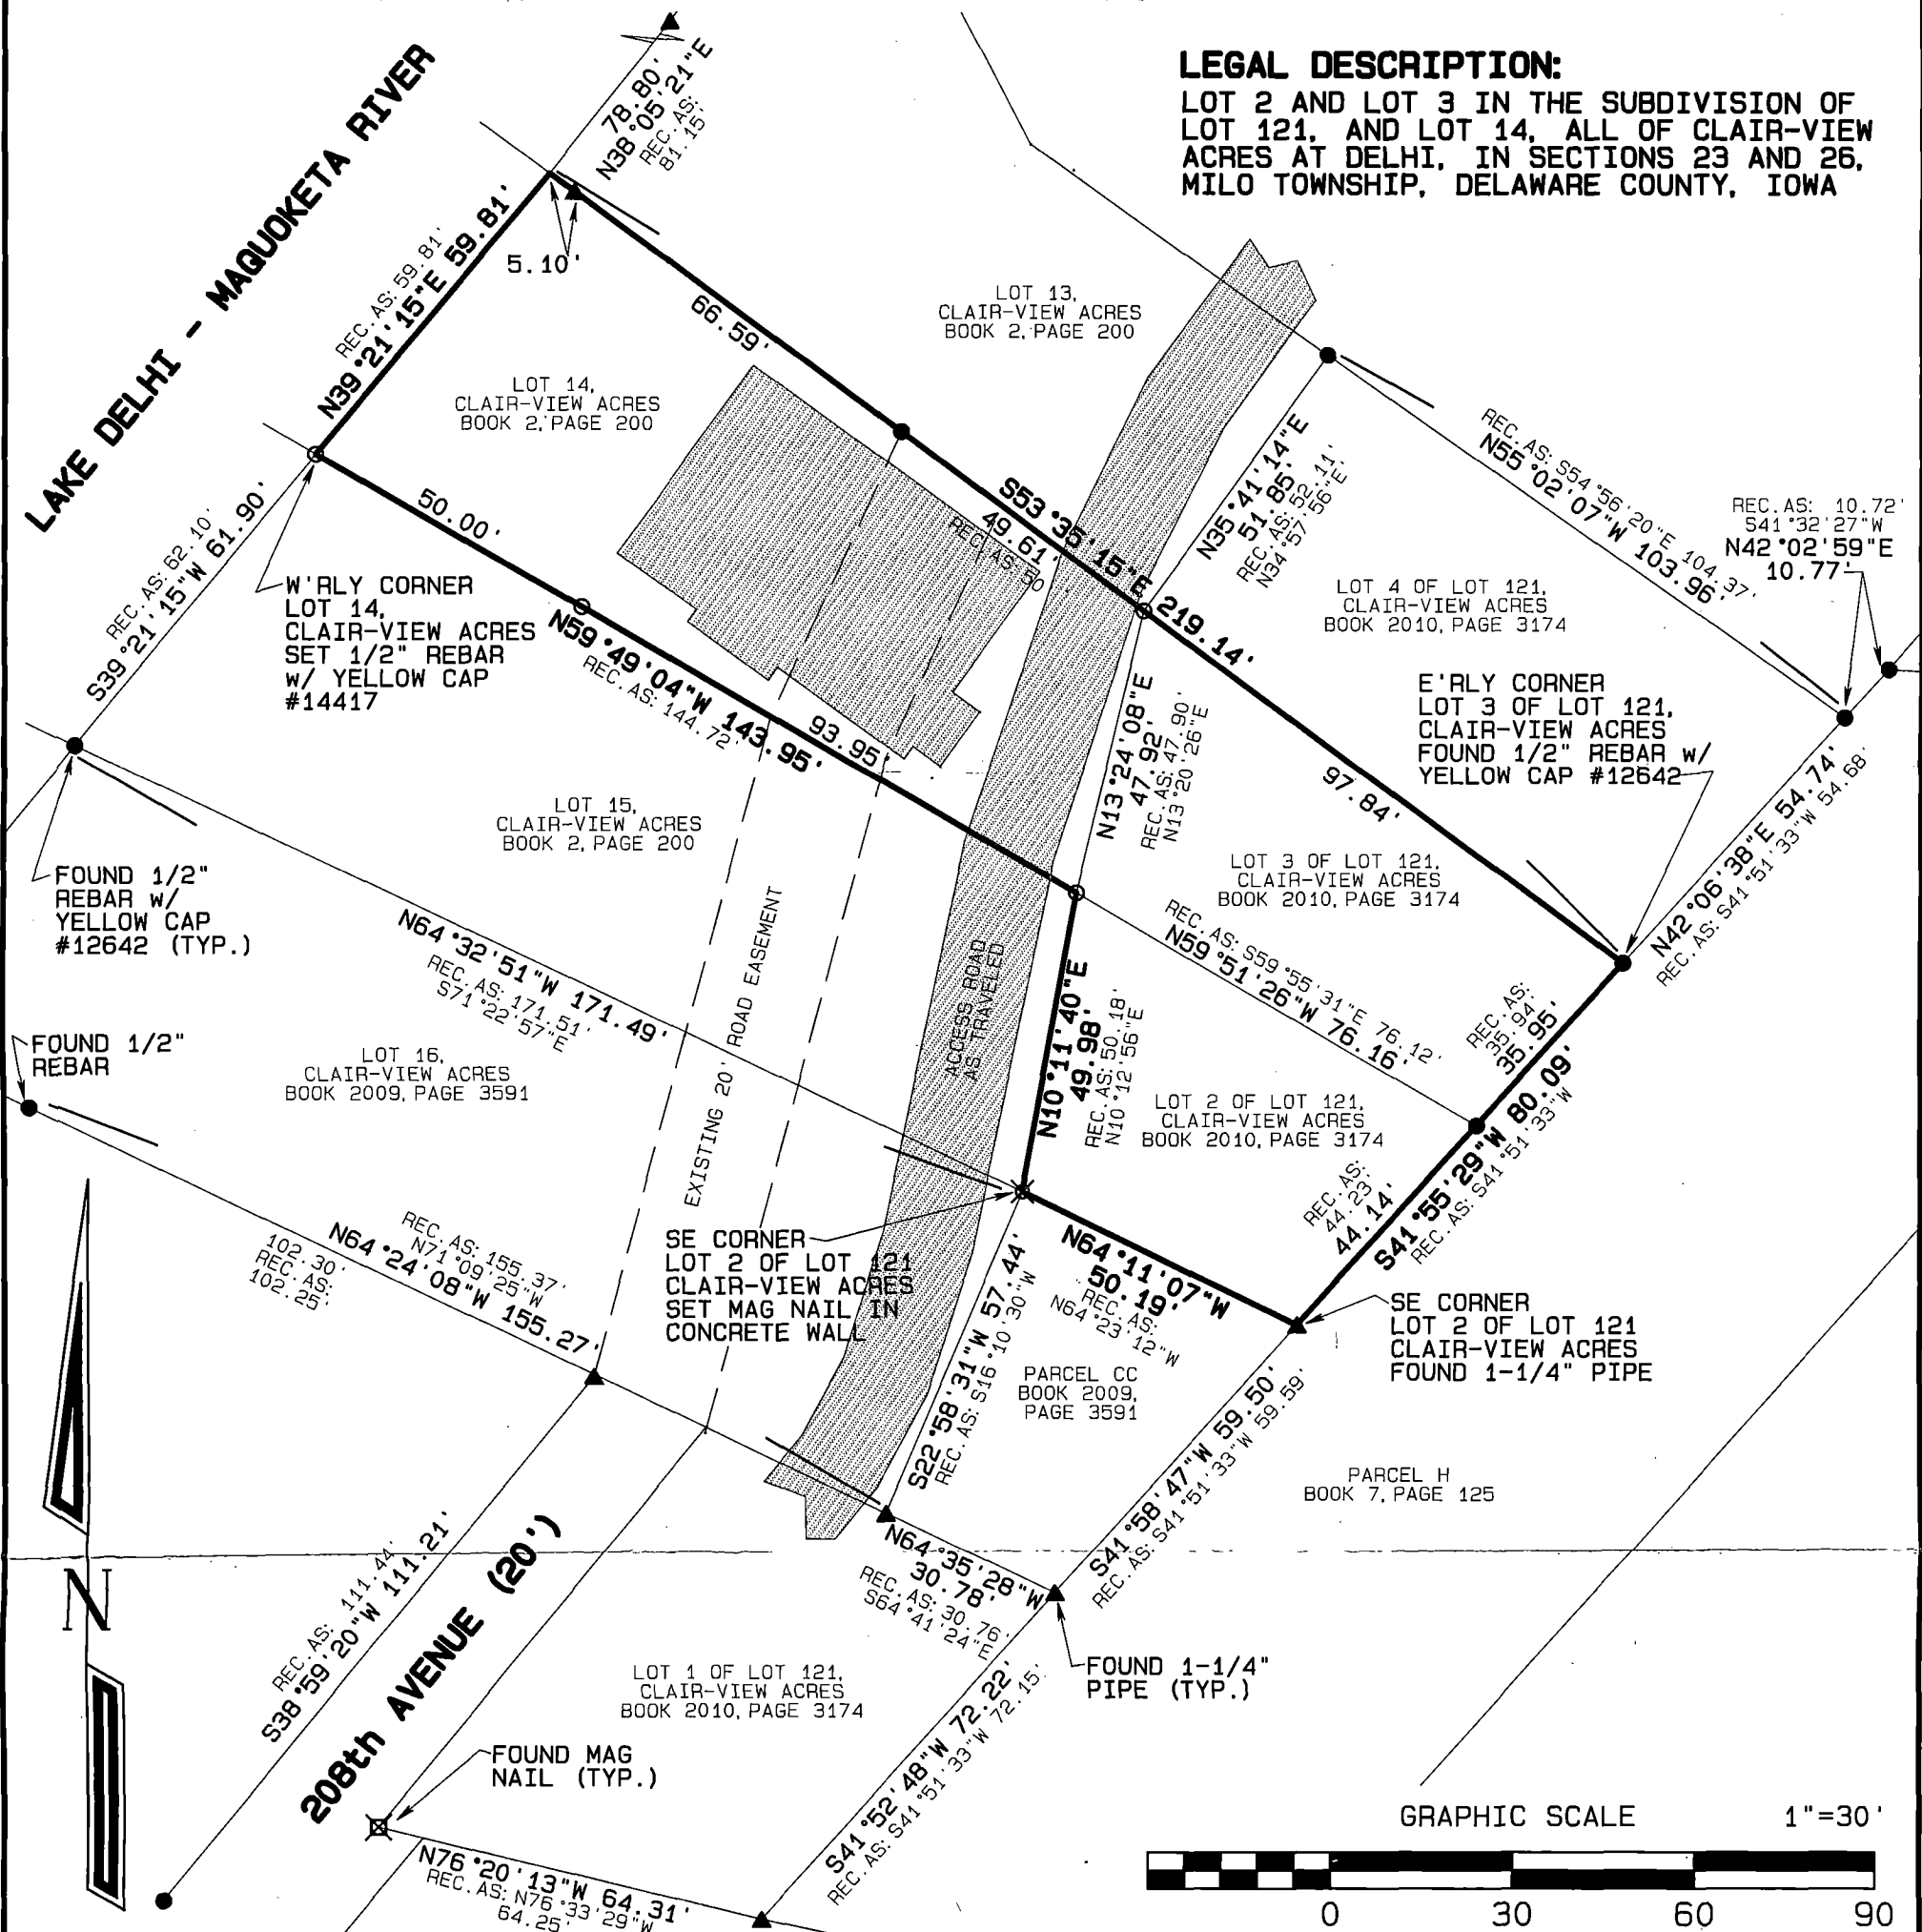 LEGAL DESCRIPTION:
LOT 2 AND LOT 3 IN THE SUBDIVISION OF
LOT 121, AND LOT 14, ALL OF CLAIR-VIEW
ACRES AT DELHI, IN SECTIONS 23 AND 26,
MILO TOWNSHIP, DELAWARE COUNTY, IOWA
LAKE DELHI - MAQUOKETA RIVER
78.80'
N38°05'21"E
REC. AS:
81.15'
REC. AS: 59.81'
N39°21'15"E 59.81'
5.10'
66.59'
LOT 13,
CLAIR-VIEW ACRES
BOOK 2, PAGE 200
LOT 14,
CLAIR-VIEW ACRES
BOOK 2, PAGE 200
S53°35'15"E 219.14'
49.61'
REC. AS: 50
N35°41'14"E
51.85'
REC. AS: 52.11'
N34°57'56"E
REC. AS: S54°56'20"E 104.37'
N55°02'07"W 103.96'
REC. AS: 10.72'
S41°32'27"W
N42°02'59"E
10.77'
REC. AS: 62.10'
S39°21'15"W 61.90'
50.00'
W'RLY CORNER
LOT 14,
CLAIR-VIEW ACRES
SET 1/2" REBAR
w/ YELLOW CAP
#14417
N59°49'04"W 143.95'
REC. AS: 144.72'
93.95'
LOT 4 OF LOT 121,
CLAIR-VIEW ACRES
BOOK 2010, PAGE 3174
E'RLY CORNER
LOT 3 OF LOT 121,
CLAIR-VIEW ACRES
FOUND 1/2" REBAR w/
YELLOW CAP #12642
N13°24'08"E
47.92'
REC. AS: 47.90'
N13°20'26"E
97.84'
N42°06'38"E 54.74'
REC. AS: S41°51'33"W 54.68'
LOT 15,
CLAIR-VIEW ACRES
BOOK 2, PAGE 200
LOT 3 OF LOT 121,
CLAIR-VIEW ACRES
BOOK 2010, PAGE 3174
FOUND 1/2"
REBAR w/
YELLOW CAP
#12642 (TYP.)
N64°32'51"W 171.49'
REC. AS: 171.51'
S71°22'57"E
EXISTING 20' ROAD EASEMENT
ACCESS ROAD
AS TRAVELED
REC. AS: S59°55'31"E 76.12'
N59°51'26"W 76.16'
N10°11'40"E
49.98'
REC. AS: 50.18'
N10°12'56"E
REC. AS:
35.94'
35.95'
FOUND 1/2"
REBAR
LOT 16,
CLAIR-VIEW ACRES
BOOK 2009, PAGE 3591
LOT 2 OF LOT 121,
CLAIR-VIEW ACRES
BOOK 2010, PAGE 3174
REC. AS:
44.23'
44.14'
S41°55'29"W 80.09'
REC. AS: S41°51'33"W
SE CORNER
LOT 2 OF LOT 121
CLAIR-VIEW ACRES
SET MAG NAIL IN
CONCRETE WALL
N64°11'07"W
50.19'
REC. AS:
N64°23'12"W
REC. AS: 155.37'
N71°09'25"W
N64°24'08"W 155.27'
102.30'
REC. AS:
102.25'
SE CORNER
LOT 2 OF LOT 121
CLAIR-VIEW ACRES
FOUND 1-1/4" PIPE
S22°58'31"W 57.44'
REC. AS: S16°10'30"W
PARCEL CC
BOOK 2009,
PAGE 3591
S41°58'47"W 59.50'
REC. AS: S41°51'33"W 59.59'
PARCEL H
BOOK 7, PAGE 125
N
REC. AS: 111.44'
S38°59'20"W 111.21'
208th AVENUE (20')
N64°35'28"W
30.78'
REC. AS: 30.76'
S64°41'24"E
FOUND 1-1/4"
PIPE (TYP.)
LOT 1 OF LOT 121,
CLAIR-VIEW ACRES
BOOK 2010, PAGE 3174
S41°52'48"W 72.22'
REC. AS: S41°51'33"W 72.15'
FOUND MAG
NAIL (TYP.)
N76°20'13"W 64.31'
REC. AS: N76°33'29"W
64.25'
GRAPHIC SCALE 1"=30'
0 30 60 90